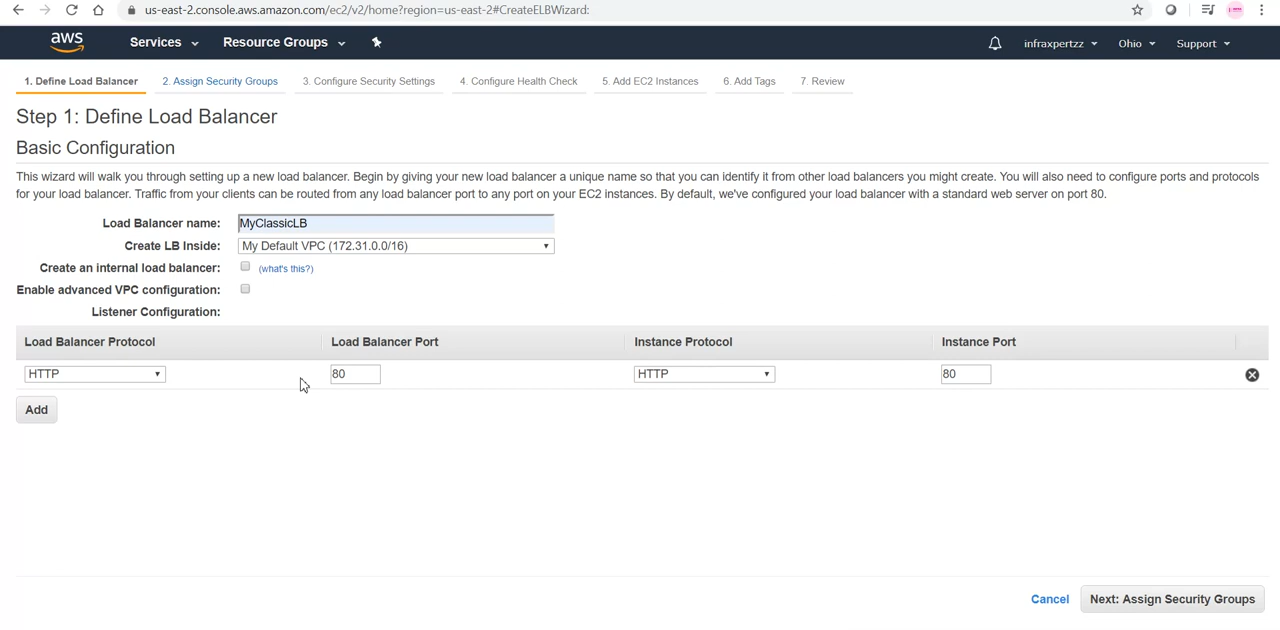 us-east-2.console.aws.amazon.com/ec2/v2/home?region=us-east-2#CreateELBWizard:
aws Services Resource Groups infraxpertzz Ohio Support
1. Define Load Balancer 2. Assign Security Groups 3. Configure Security Settings 4. Configure Health Check 5. Add EC2 Instances 6. Add Tags 7. Review
Step 1: Define Load Balancer
Basic Configuration
This wizard will walk you through setting up a new load balancer. Begin by giving your new load balancer a unique name so that you can identify it from other load balancers you might create. You will also need to configure ports and protocols
for your load balancer. Traffic from your clients can be routed from any load balancer port to any port on your EC2 instances. By default, we've configured your load balancer with a standard web server on port 80.
Load Balancer name: MyClassicLB
Create LB Inside: My Default VPC (172.31.0.0/16)
Create an internal load balancer: (what's this?)
Enable advanced VPC configuration:
Listener Configuration:
Load Balancer Protocol Load Balancer Port Instance Protocol Instance Port
HTTP 80 HTTP 80
Add
Cancel Next: Assign Security Groups